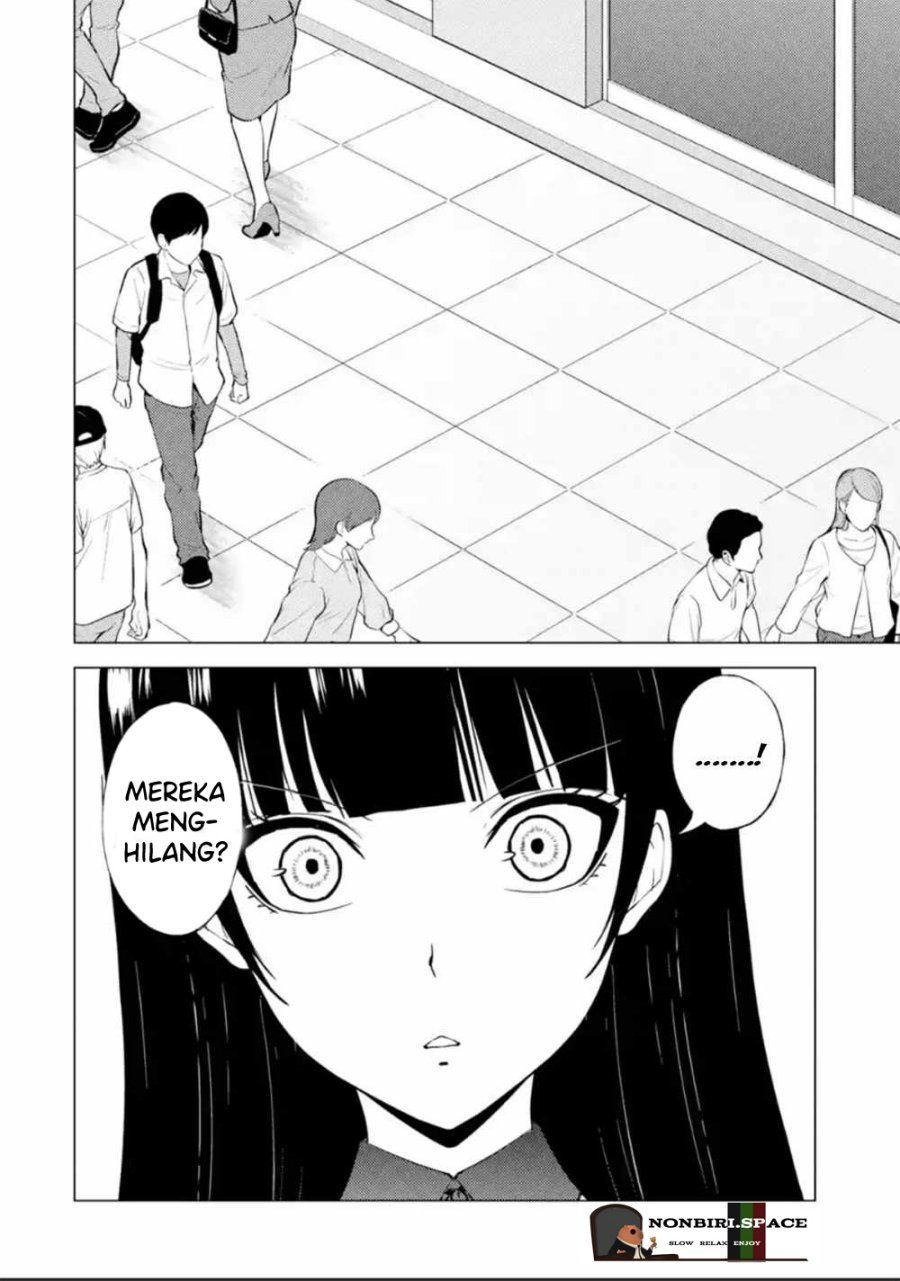 ........!
MEREKA
MENG-
HILANG?
NONBIRI.SPACE
SLOW RELAX ENJOY